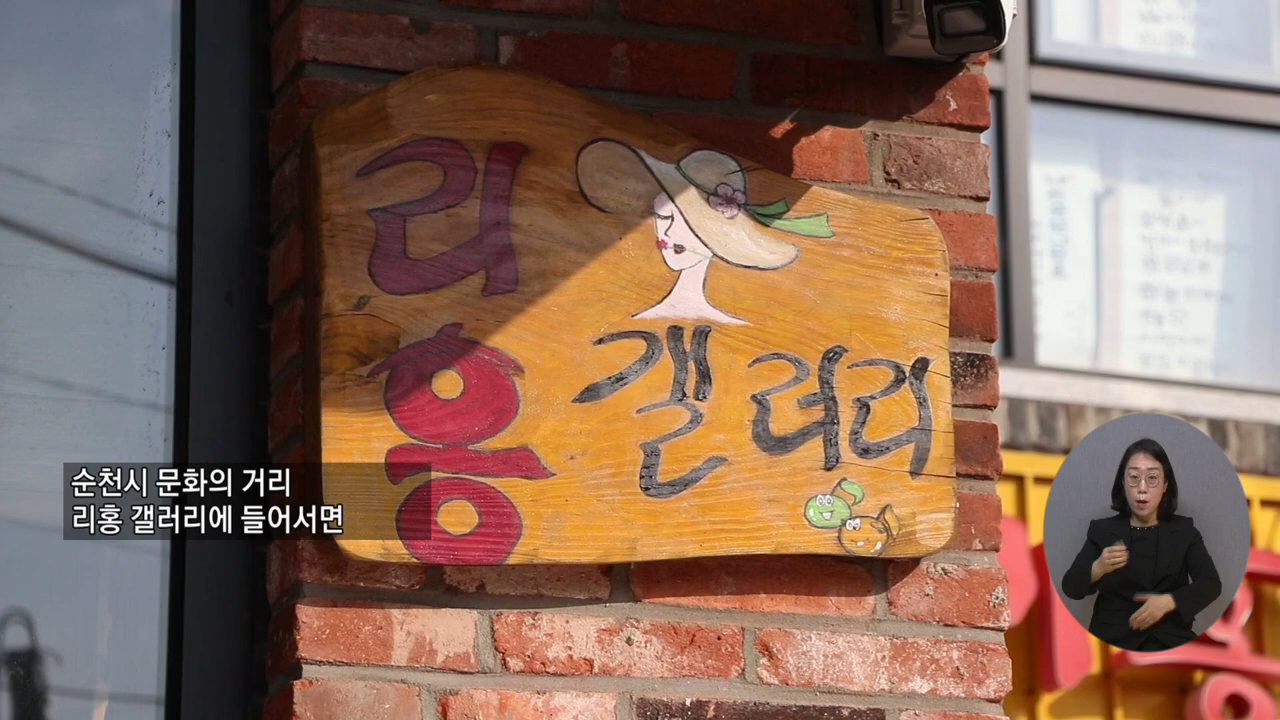 리홍
갤러리
순천시 문화의 거리
리홍 갤러리에 들어서면